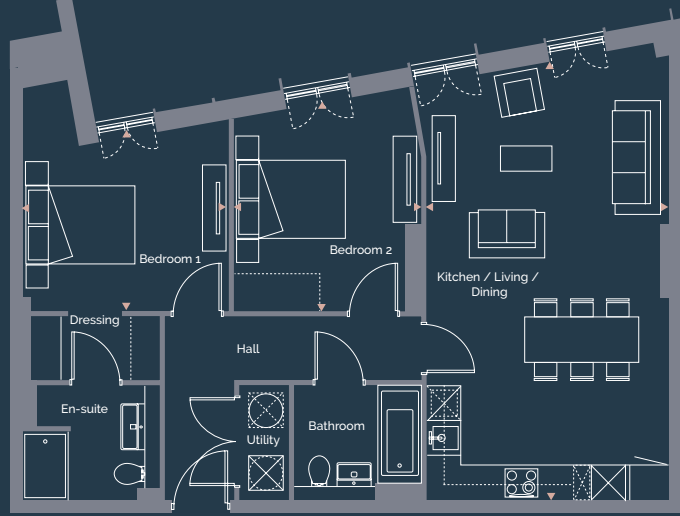 Bedroom 1
Bedroom 2
Kitchen / Living /
Dining
Dressing
Hall
En-suite
Utility
Bathroom